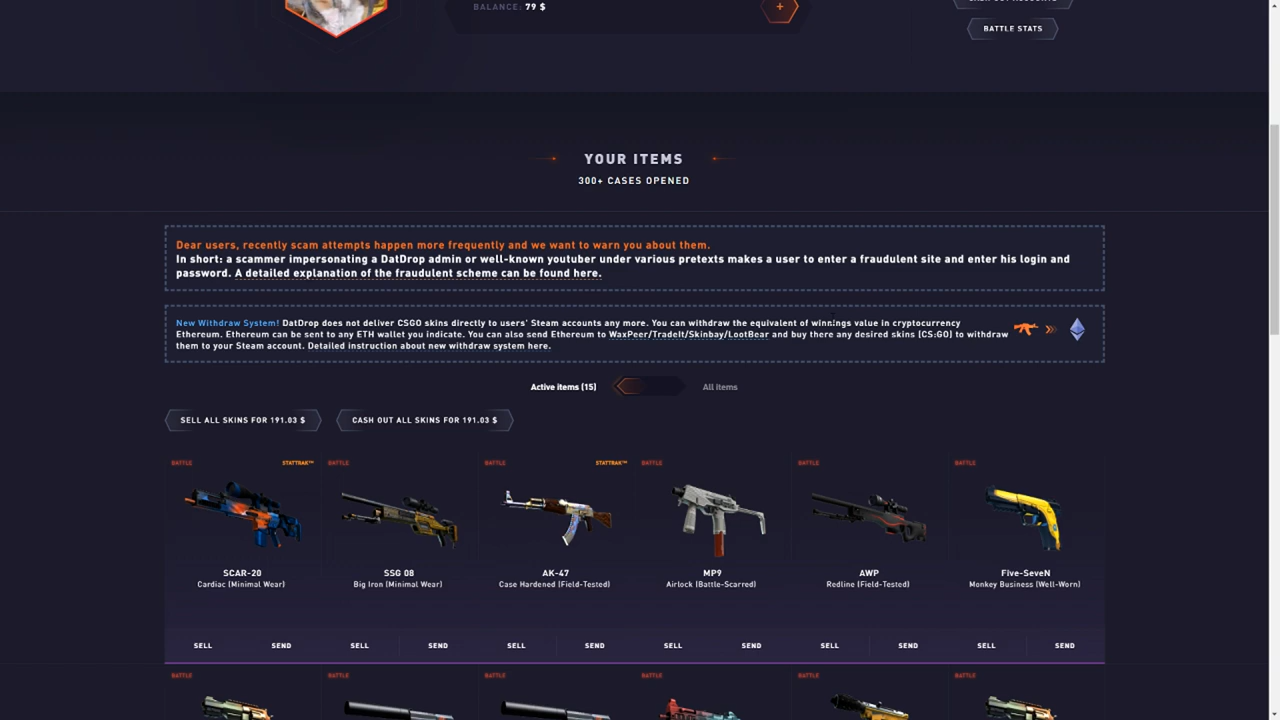 BALANCE: 79 $
BATTLE STATS
YOUR ITEMS
300+ CASES OPENED
Dear users, recently scam attempts happen more frequently and we want to warn you about them.
In short: a scammer impersonating a DatDrop admin or well-known youtuber under various pretexts makes a user to enter a fraudulent site and enter his login and
password. A detailed explanation of the fraudulent scheme can be found here.
New Withdraw System! DatDrop does not deliver CSGO skins directly to users' Steam accounts any more. You can withdraw the equivalent of winnings value in cryptocurrency
Ethereum. Ethereum can be sent to any ETH wallet you indicate. You can also send Ethereum to WaxPeer/TradeIt/Skinbay/LootBear and buy there any desired skins (CS:GO) to withdraw
them to your Steam account. Detailed instruction about new withdraw system here.
Active items (15) All Items
SELL ALL SKINS FOR 191.03 $ CASH OUT ALL SKINS FOR 191.03 $
BATTLE STATTRAK™ BATTLE BATTLE STATTRAK™ BATTLE BATTLE BATTLE
SCAR-20 SSG 08 AK-47 MP9 AWP Five-SeveN
Cardiac (Minimal Wear) Big Iron (Minimal Wear) Case Hardened (Field-Tested) Airlock (Battle-Scarred) Redline (Field-Tested) Monkey Business (Well-Worn)
SELL SEND SELL SEND SELL SEND SELL SEND SELL SEND SELL SEND
BATTLE BATTLE BATTLE BATTLE BATTLE BATTLE